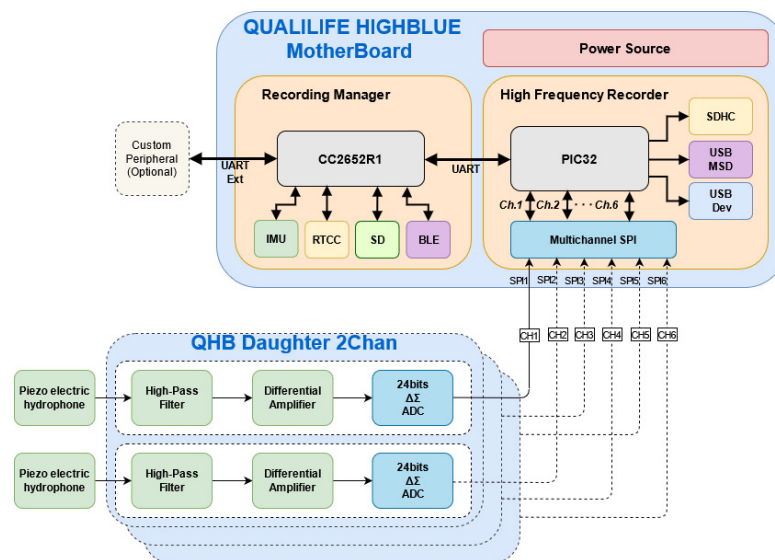 QUALILIFE HIGHBLUE
MotherBoard
Power Source
Recording Manager
High Frequency Recorder
Custom
Peripheral
(Optional)
UART
Ext
CC2652R1
UART
PIC32
SDHC
USB
MSD
USB
Dev
Ch.1
Ch.2
· · ·
Ch.6
IMU
RTCC
SD
BLE
Multichannel SPI
SPI1
SPI2
SPI3
SPI4
SPI5
SPI6
CH1
CH2
CH3
CH4
CH5
CH6
QHB Daughter 2Chan
Piezo electric
hydrophone
High-Pass
Filter
Differential
Amplifier
24bits
ΔΣ
ADC
Piezo electric
hydrophone
High-Pass
Filter
Differential
Amplifier
24bits
ΔΣ
ADC